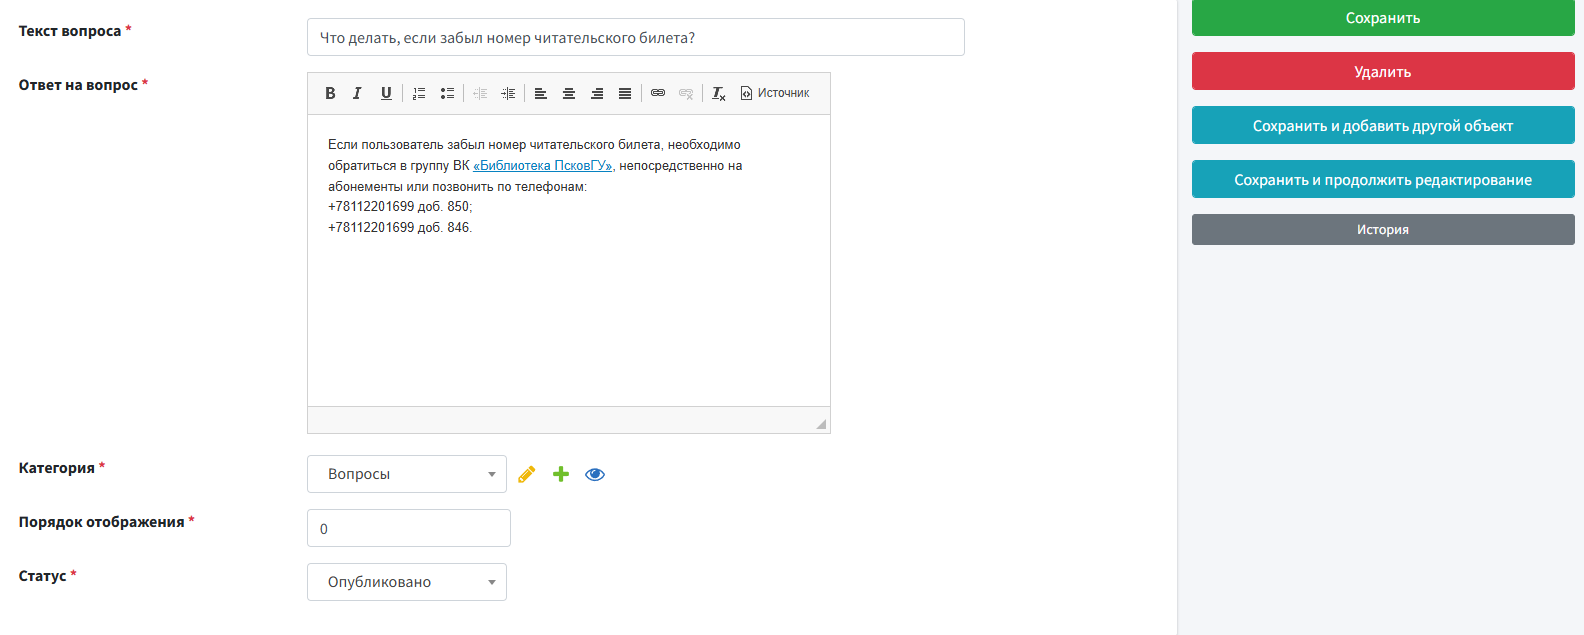 Текст вопроса *
Что делать, если забыл номер читательского билета?
Ответ на вопрос *
B I U Источник
Если пользователь забыл номер читательского билета, необходимо
обратиться в группу ВК «Библиотека ПсковГУ», непосредственно на
абонементы или позвонить по телефонам:
+78112201699 доб. 850;
+78112201699 доб. 846.
Категория *
Вопросы
Порядок отображения *
0
Статус *
Опубликовано
Сохранить
Удалить
Сохранить и добавить другой объект
Сохранить и продолжить редактирование
История